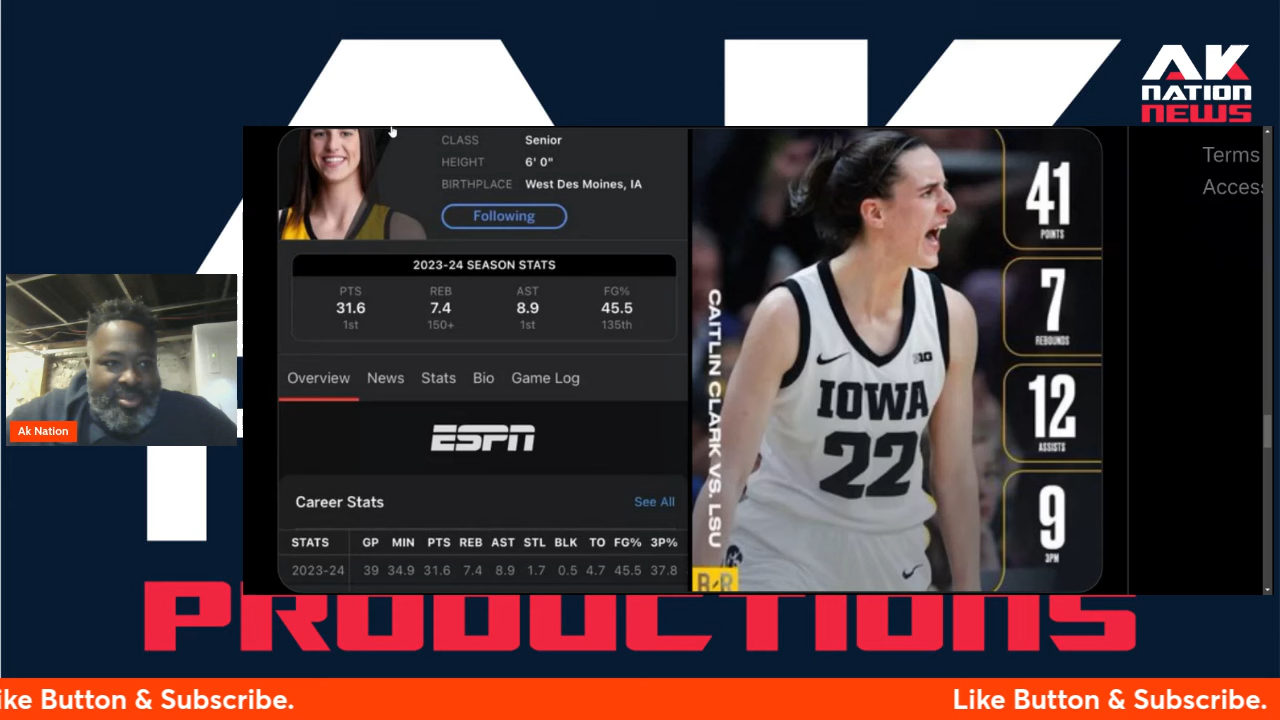 AK
NATION
NEWS
Terms
CLASS Senior
HEIGHT 6' 0"
BIRTHPLACE West Des Moines, IA
Following
2023-24 SEASON STATS
PTS REB AST FG%
31.6 7.4 8.9 45.5
1st 150+ 1st 135th
Overview News Stats Bio Game Log
ESPN
Career Stats See All
STATS GP MIN PTS REB AST STL BLK TO FG% 3P%
2023-24 39 34.9 31.6 7.4 8.9 1.7 0.5 4.7 45.5 37.8
CAITLIN CLARK VS. LSU
B1G
IOWA
22
41
POINTS
7
REBOUNDS
12
ASSISTS
9
3PM
B/R
Ak Nation
AK
PRODUCTIONS
ike Button & Subscribe.
Like Button & Subscribe.